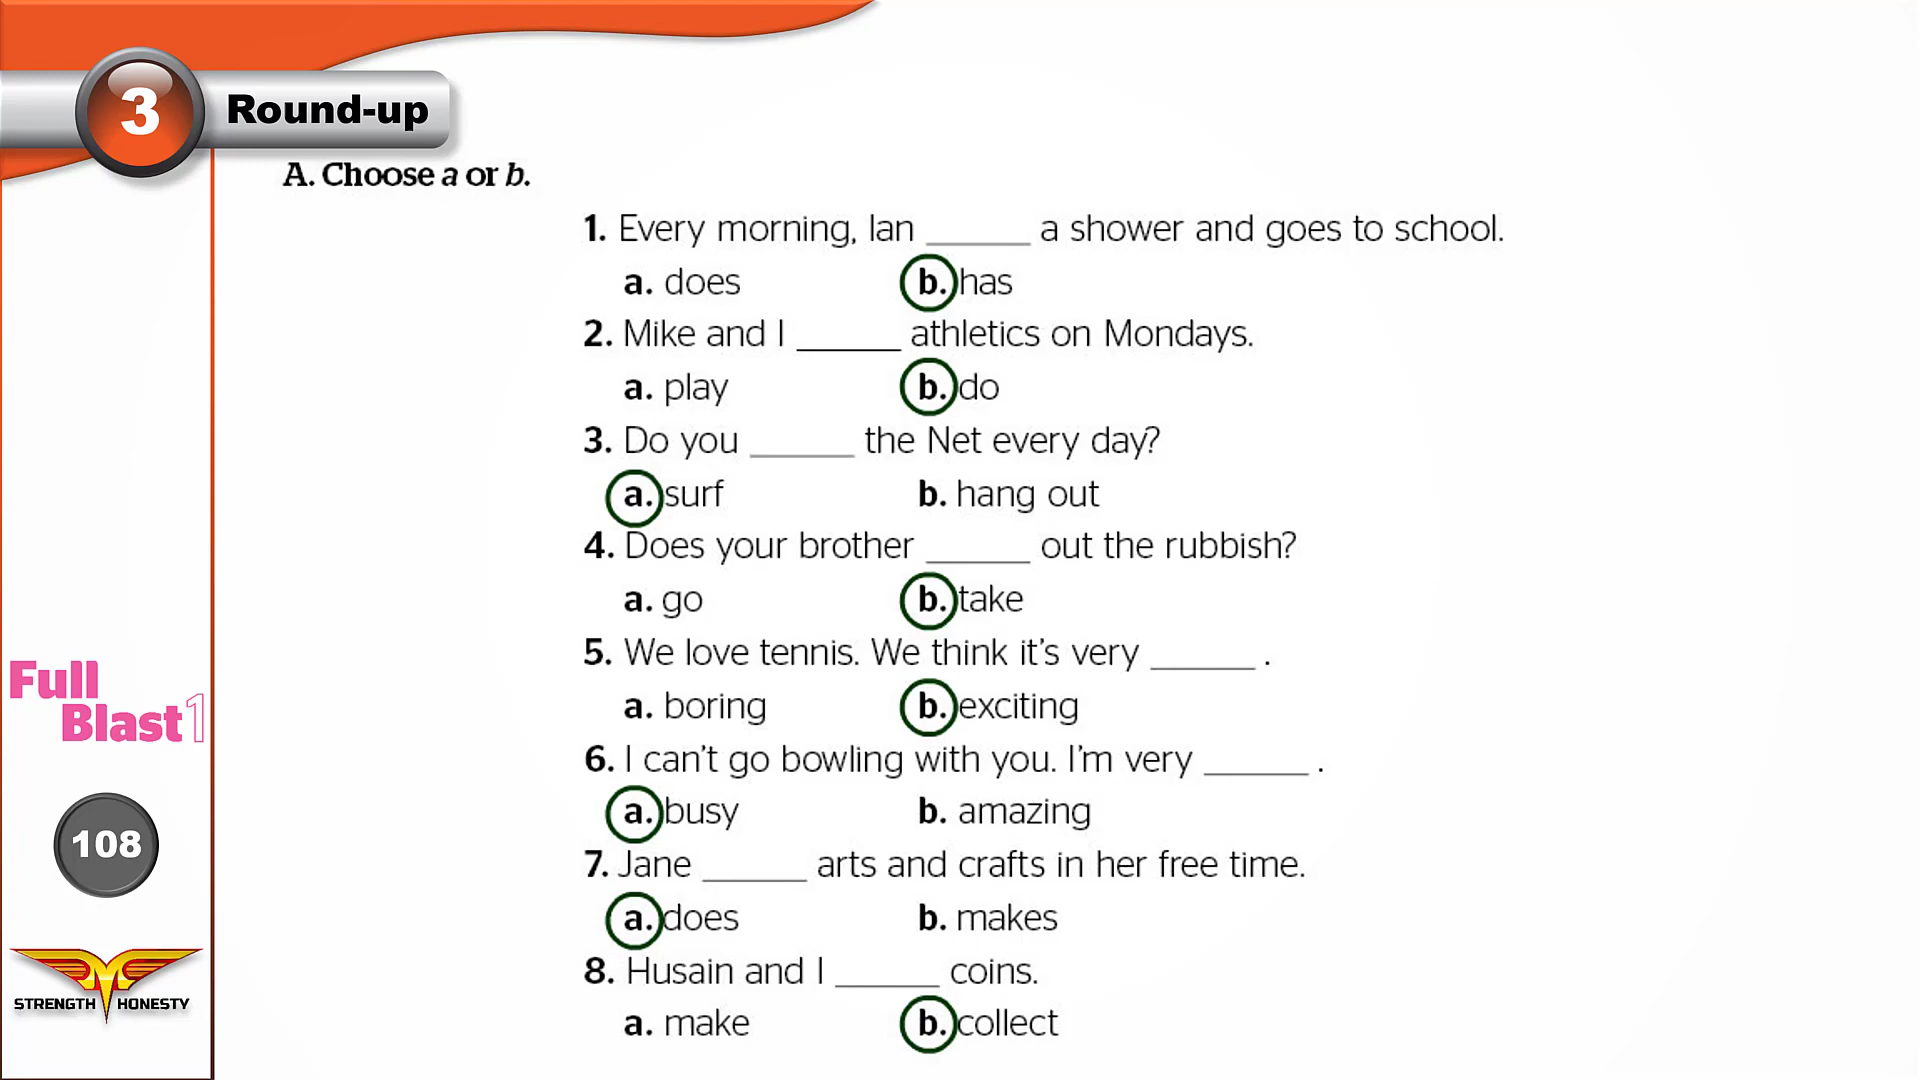 3 Round-up
A. Choose a or b.
1. Every morning, Ian ______ a shower and goes to school.
a. does b. has
2. Mike and I ______ athletics on Mondays.
a. play b. do
3. Do you ______ the Net every day?
a. surf b. hang out
4. Does your brother ______ out the rubbish?
a. go b. take
5. We love tennis. We think it's very ______ .
a. boring b. exciting
6. I can't go bowling with you. I'm very ______ .
a. busy b. amazing
7. Jane ______ arts and crafts in her free time.
a. does b. makes
8. Husain and I ______ coins.
a. make b. collect
Full
Blast 1
108
STRENGTH HONESTY